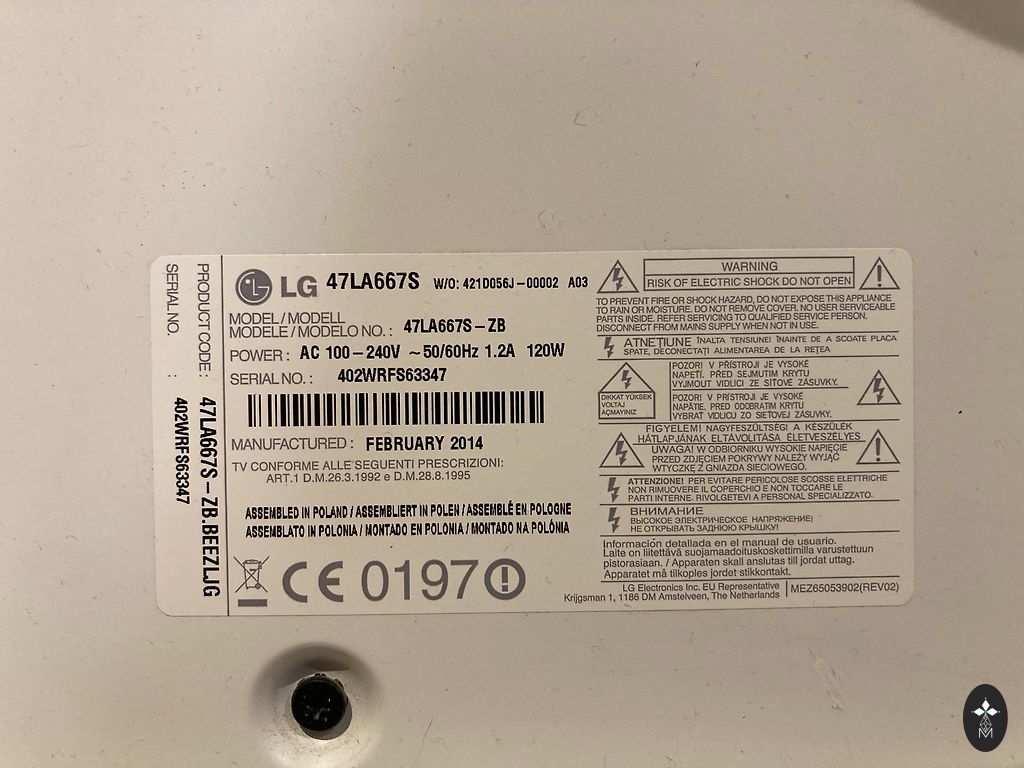 SERIAL NO. : 402WRFS63347
PRODUCT CODE : 47LA667S-ZB.BEEZLJG
LG 47LA667S W/O: 421D056J-00002 A03
MODEL / MODELL
MODELE / MODELO NO. : 47LA667S-ZB
POWER : AC 100-240V ~50/60Hz 1.2A 120W
SERIAL NO. : 402WRFS63347
MANUFACTURED : FEBRUARY 2014
TV CONFORME ALLE SEGUENTI PRESCRIZIONI:
ART.1 D.M.26.3.1992 e D.M.28.8.1995
ASSEMBLED IN POLAND / ASSEMBLIERT IN POLEN / ASSEMBLÉ EN POLOGNE
ASSEMBLATO IN POLONIA / MONTADO EN POLONIA / MONTADO NA POLÔNIA
CE 0197
WARNING
RISK OF ELECTRIC SHOCK DO NOT OPEN
TO PREVENT FIRE OR SHOCK HAZARD, DO NOT EXPOSE THIS APPLIANCE
TO RAIN OR MOISTURE. DO NOT REMOVE COVER. NO USER SERVICEABLE
PARTS INSIDE. REFER SERVICING TO QUALIFIED SERVICE PERSON.
DISCONNECT FROM MAINS SUPPLY WHEN NOT IN USE.
ATNEȚIUNE ÎNALTA TENSIUNE! ÎNAINTE DE A SCOATE PLACA
SPATE, DECONECTAȚI ALIMENTAREA DE LA REȚEA
DIKKAT YÜKSEK
VOLTAJ
AÇMAYINIZ
POZOR! V PŘÍSTROJI JE VYSOKÉ
NAPĚTÍ. PŘED SEJMUTIM KRYTU
VYJMOUT VIDLICI ZE SÍŤOVÉ ZÁSUVKY.
POZOR! V PRÍSTROJI JE VYSOKÉ
NAPÄTIE. PRED ODOBRATIM KRYTU
VYBRAŤ VIDLICU ZO SIEŤOVEJ ZÁSUVKY.
FIGYELEM! NAGYFESZÜLTSÉG! A KÉSZÜLÉK
HÁTLAPJÁNAK ELTÁVOLÍTÁSA ÉLETVESZÉLYES
UWAGA! W ODBIORNIKU WYSOKIE NAPIĘCIE
PRZED ZDJĘCIEM POKRYWY NALEŻY WYJĄĆ
WTYCZKĘ Z GNIAZDA SIECIOWEGO.
ATTENZIONE! PER EVITARE PERICOLOSE SCOSSE ELETTRICHE
NON RIMUOVERE IL COPERCHIO E NON TOCCARE LE
PARTI INTERNE. RIVOLGETEVI A PERSONAL SPECIALIZZATO.
ВНИМАНИЕ
ВЫСОКОЕ ЭЛЕКТРИЧЕСКОЕ НАПРЯЖЕНИЕ!
НЕ ОТКРЫВАТЬ ЗАДНЮЮ КРЫШКУ!
Información detallada en el manual de usuario.
Laite on liitettävä suojamaadoituskoskettimilla varustettuun
pistorasiaan. / Apparaten skall anslutas till jordat uttag.
Apparatet må tilkoples jordet stikkontakt.
LG Electronics Inc. EU Representative
Krijgsman 1, 1186 DM Amstelveen, The Netherlands
MEZ65053902(REV02)
M